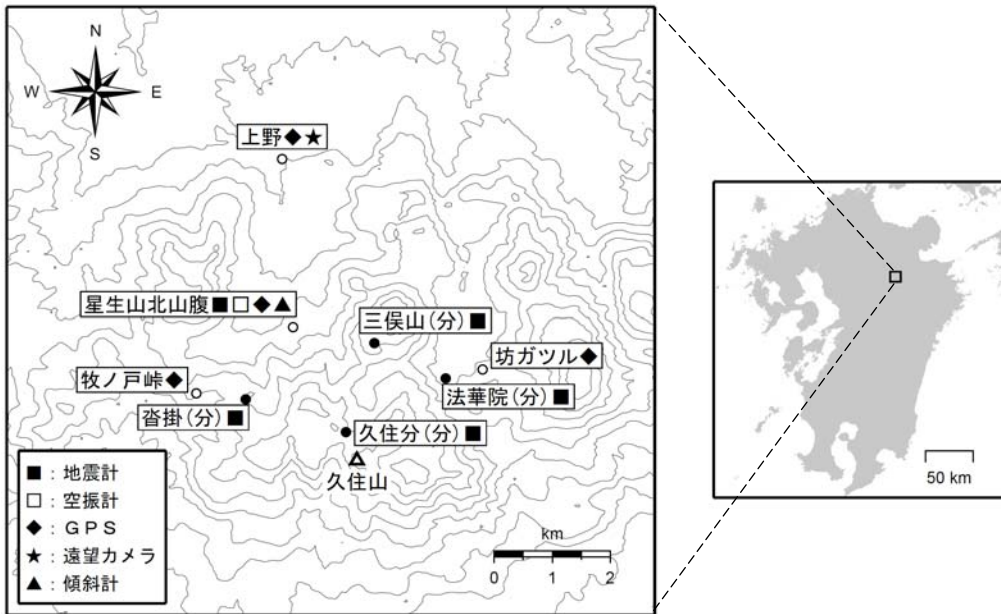 N
W E
S
上野◆★
星生山北山腹■□◆▲
三俣山(分)■
坊ガツル◆
牧ノ戸峠◆
法華院(分)■
沓掛(分)■
久住分(分)■
久住山
■：地震計
□：空振計
◆：ＧＰＳ
★：遠望カメラ
▲：傾斜計
km
0 1 2
50 km